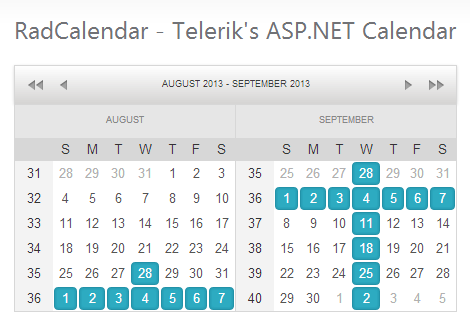 RadCalendar - Telerik's ASP.NET Calendar
AUGUST 2013 - SEPTEMBER 2013
AUGUST SEPTEMBER
S M T W T F S S M T W T F S
31 28 29 30 31 1 2 3 35 25 26 27 28 29 30 31
32 4 5 6 7 8 9 10 36 1 2 3 4 5 6 7
33 11 12 13 14 15 16 17 37 8 9 10 11 12 13 14
34 18 19 20 21 22 23 24 38 15 16 17 18 19 20 21
35 25 26 27 28 29 30 31 39 22 23 24 25 26 27 28
36 1 2 3 4 5 6 7 40 29 30 1 2 3 4 5